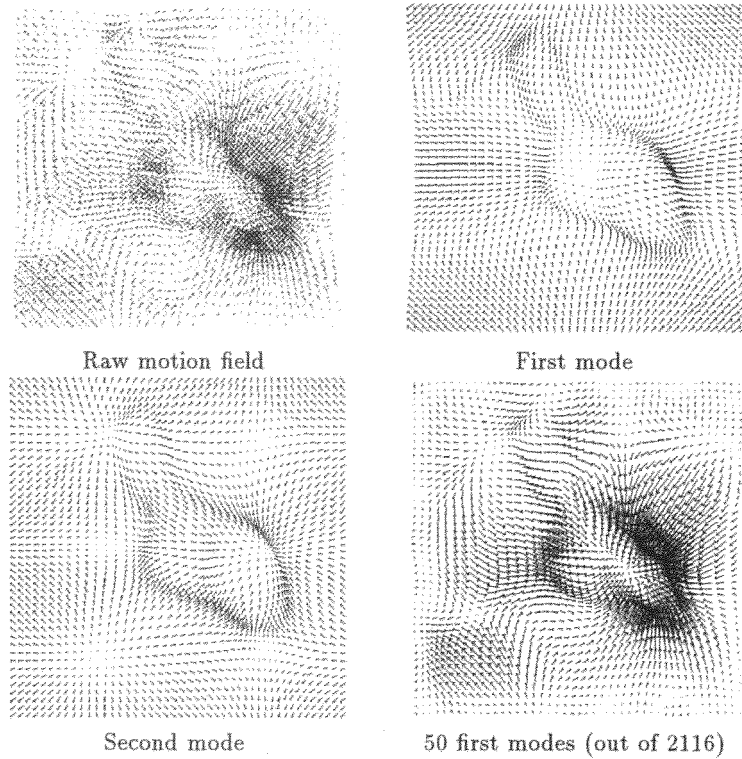 Raw motion field
First mode
Second mode
50 first modes (out of 2116)